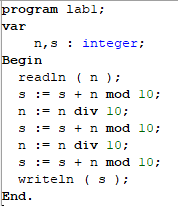 program lab1;
var
n,s : integer;
Begin
readln ( n );
s := s + n mod 10;
n := n div 10;
s := s + n mod 10;
n := n div 10;
s := s + n mod 10;
writeln ( s );
End.